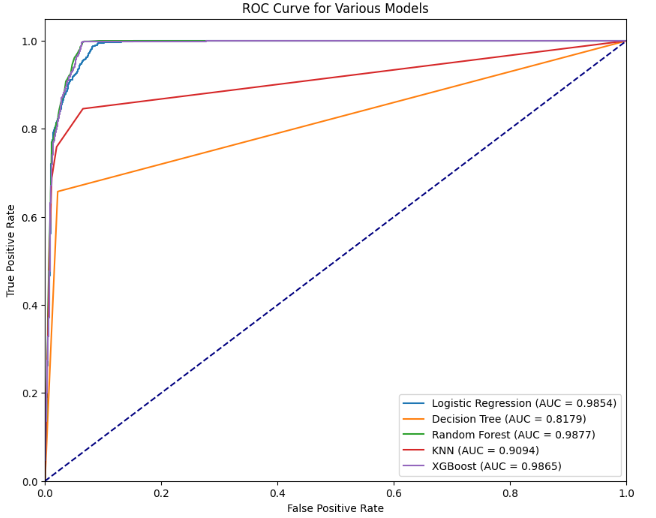 ROC Curve for Various Models
True Positive Rate
1.0
0.8
0.6
0.4
0.2
0.0
Logistic Regression (AUC = 0.9854)
Decision Tree (AUC = 0.8179)
Random Forest (AUC = 0.9877)
KNN (AUC = 0.9094)
XGBoost (AUC = 0.9865)
0.0 0.2 0.4 0.6 0.8 1.0
False Positive Rate